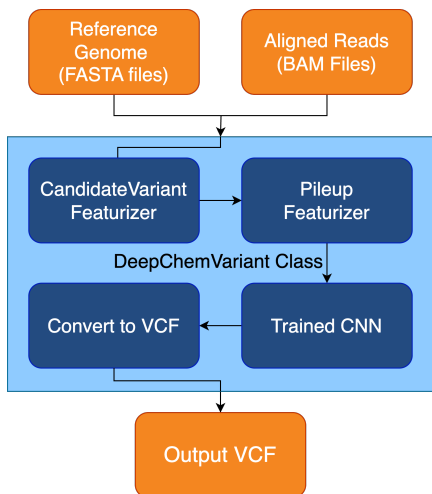 Reference
Genome
(FASTA files)
Aligned Reads
(BAM Files)
CandidateVariant
Featurizer
Pileup
Featurizer
DeepChemVariant Class
Convert to VCF
Trained CNN
Output VCF